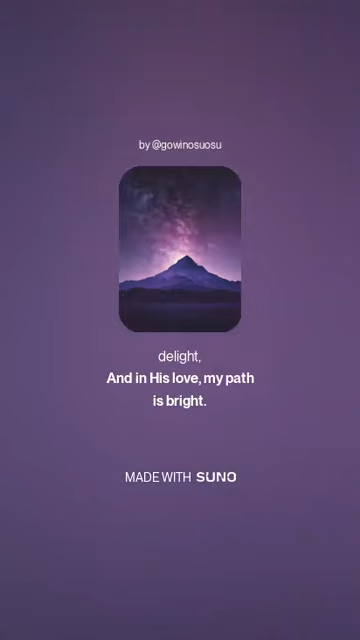 by @gowinosuosu
delight,
And in His love, my path
is bright.
MADE WITH SUNO